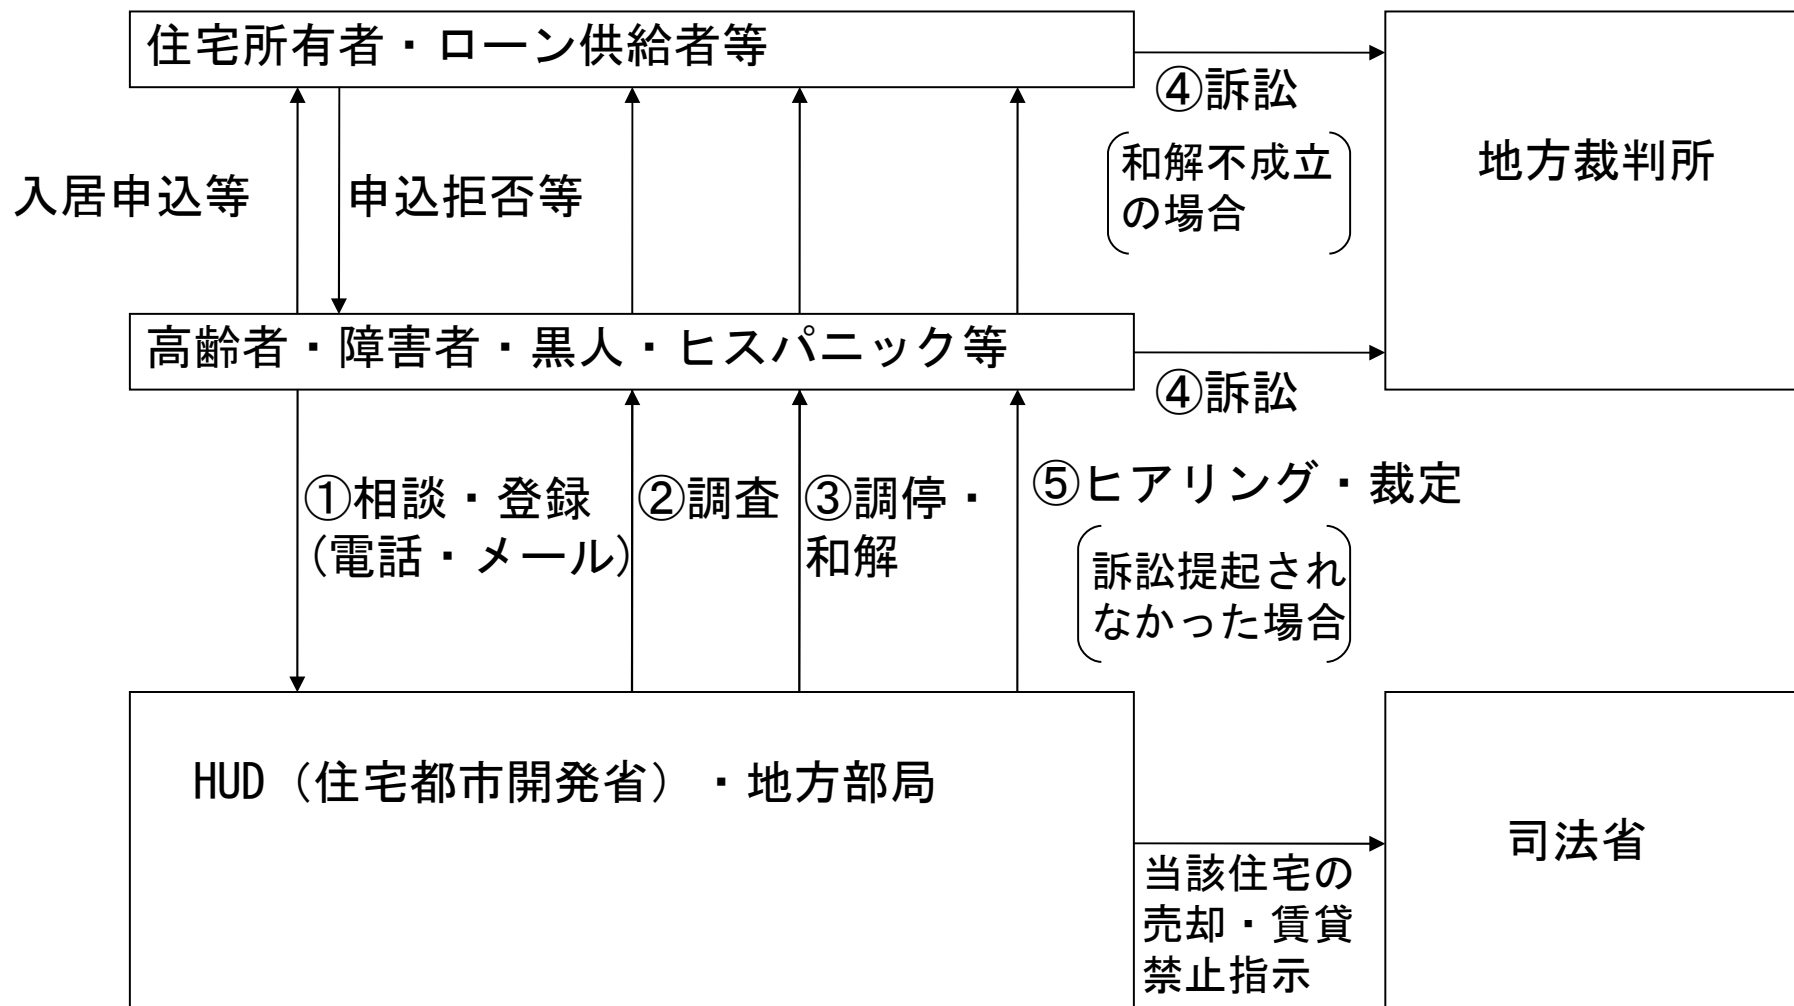 住宅所有者・ローン供給者等
④訴訟
和解不成立
の場合
地方裁判所
入居申込等
申込拒否等
高齢者・障害者・黒人・ヒスパニック等
④訴訟
①相談・登録
(電話・メール)
②調査
③調停・
和解
⑤ヒアリング・裁定
訴訟提起され
なかった場合
HUD（住宅都市開発省）・地方部局
司法省
当該住宅の
売却・賃貸
禁止指示